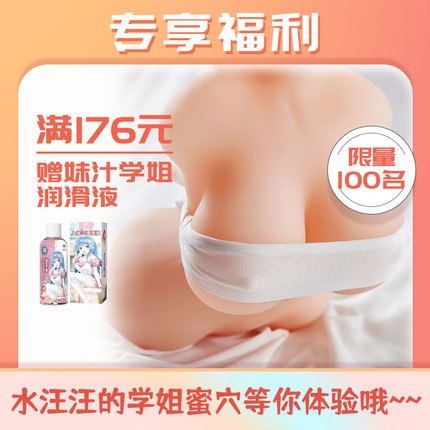 专享福利
满176元
赠妹汁学姐
润滑液
限量
100名
水汪汪的学姐蜜穴等你体验哦~~